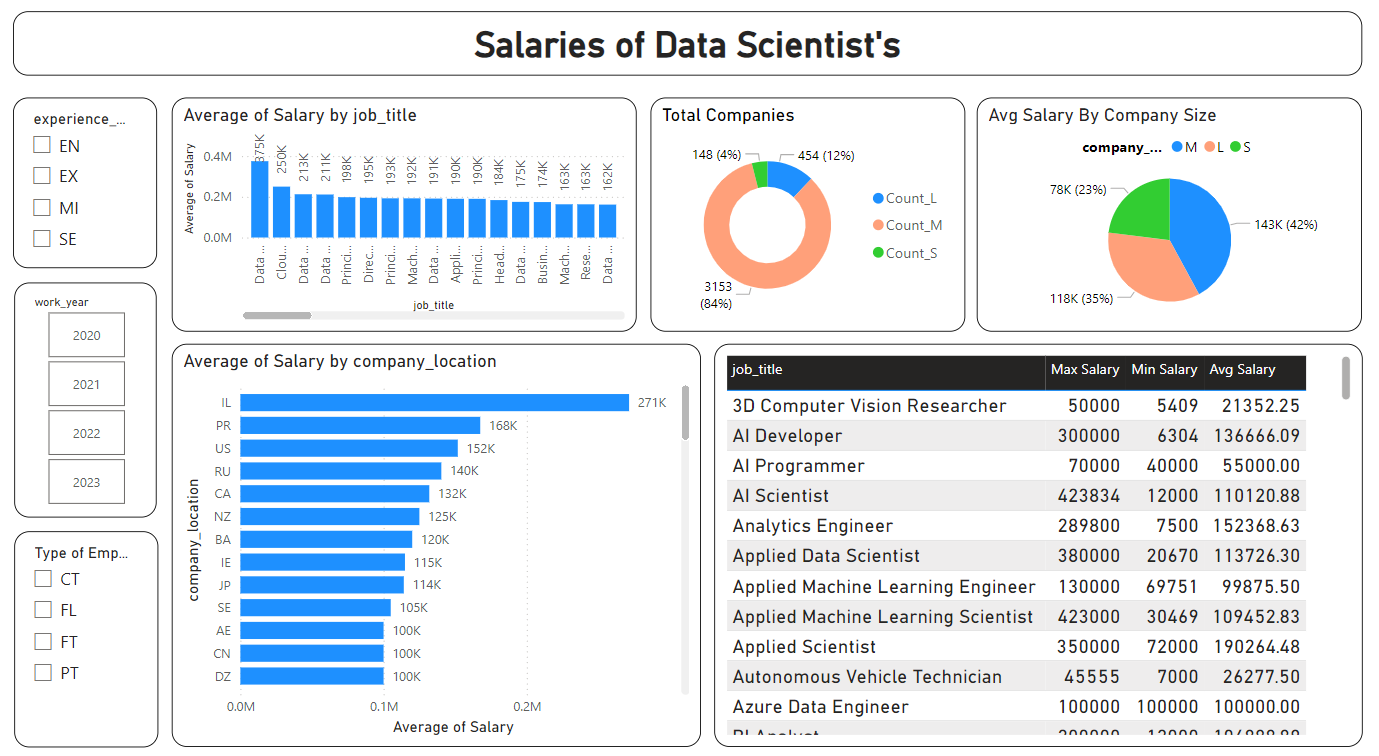 Salaries of Data Scientist's
experience_...
EN
EX
MI
SE
work_year
2020
2021
2022
2023
Type of Emp...
CT
FL
FT
PT
Average of Salary by job_title
Average of Salary
0.4M
0.2M
0.0M
375K
250K
213K
211K
198K
195K
193K
192K
191K
190K
190K
184K
175K
174K
163K
163K
162K
Data ...
Clou...
Data ...
Data ...
Princi...
Direc...
Princi...
Mach...
Data ...
Appli...
Princi...
Head...
Data ...
Busin...
Mach...
Rese...
Data ...
job_title
Total Companies
148 (4%)
454 (12%)
3153
(84%)
Count_L
Count_M
Count_S
Avg Salary By Company Size
company_... M L S
78K (23%)
143K (42%)
118K (35%)
Average of Salary by company_location
company_location
IL 271K
PR 168K
US 152K
RU 140K
CA 132K
NZ 125K
BA 120K
IE 115K
JP 114K
SE 105K
AE 100K
CN 100K
DZ 100K
0.0M 0.1M 0.2M
Average of Salary
job_title Max Salary Min Salary Avg Salary
3D Computer Vision Researcher 50000 5409 21352.25
AI Developer 300000 6304 136666.09
AI Programmer 70000 40000 55000.00
AI Scientist 423834 12000 110120.88
Analytics Engineer 289800 7500 152368.63
Applied Data Scientist 380000 20670 113726.30
Applied Machine Learning Engineer 130000 69751 99875.50
Applied Machine Learning Scientist 423000 30469 109452.83
Applied Scientist 350000 72000 190264.48
Autonomous Vehicle Technician 45555 7000 26277.50
Azure Data Engineer 100000 100000 100000.00
BI Analyst